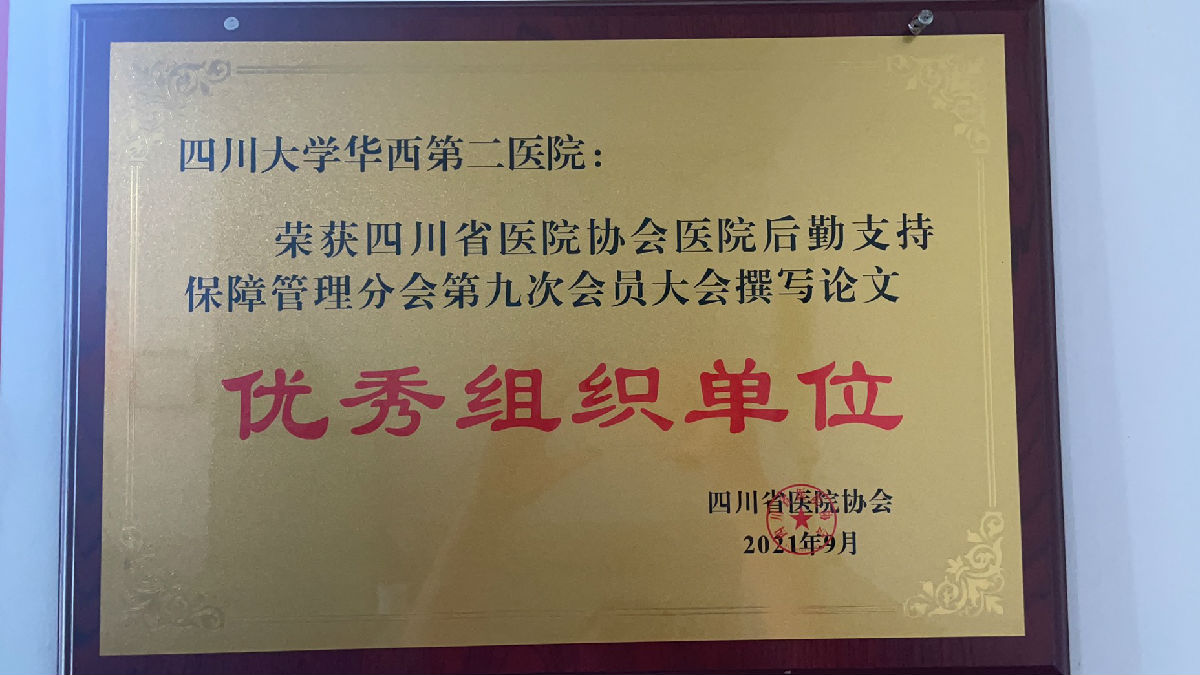 四川大学华西第二医院：
荣获四川省医院协会医院后勤支持
保障管理分会第九次会员大会撰写论文
优秀组织单位
四川省医院协会
2021年9月